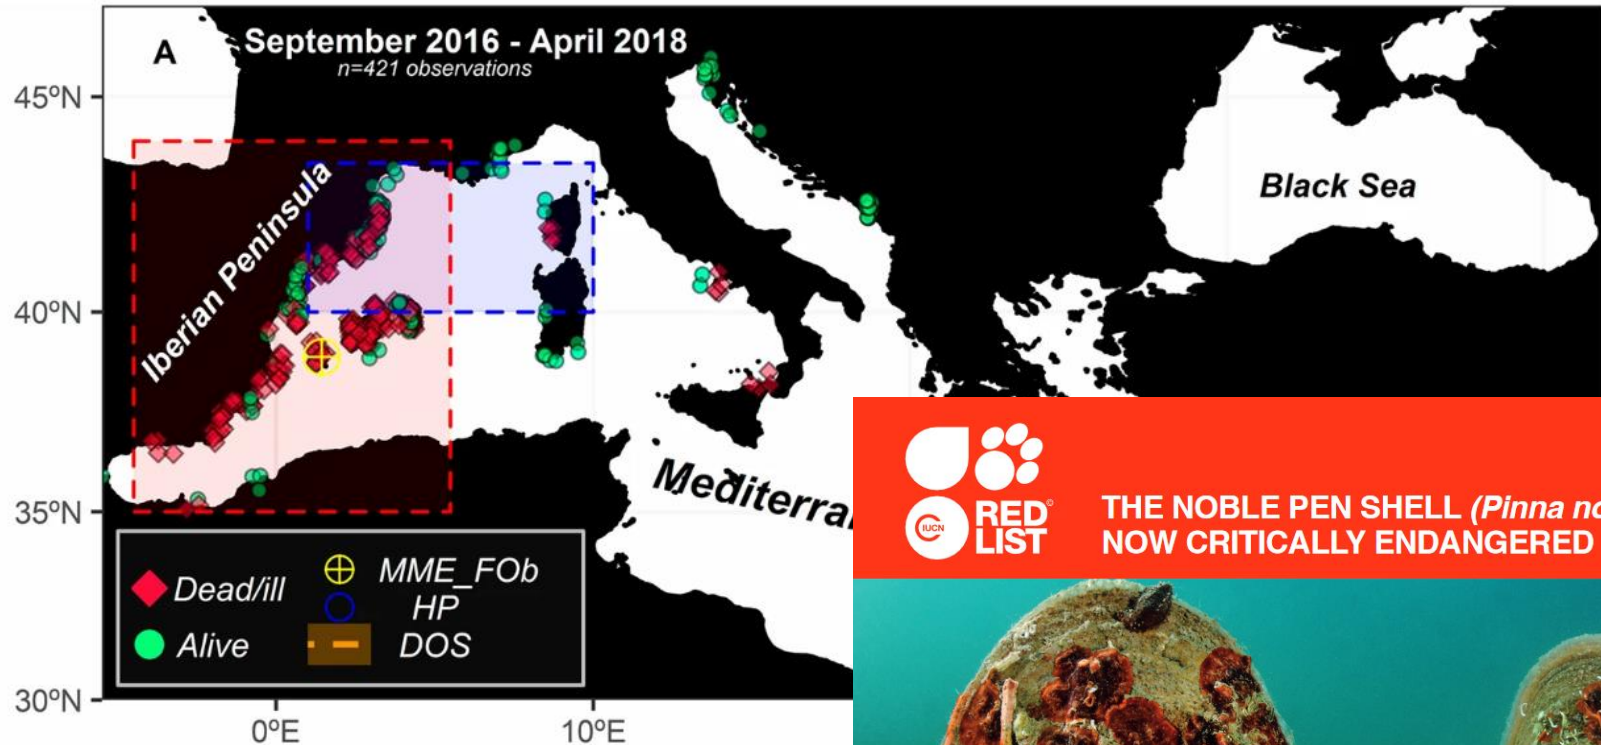 A
September 2016 - April 2018
n=421 observations
45ºN
40ºN
35ºN
30ºN
0ºE
10ºE
Iberian Peninsula
Black Sea
Mediterra
Dead/ill
Alive
MME_FOb
HP
DOS
IUCN
RED
LIST
©
THE NOBLE PEN SHELL (Pinna no
NOW CRITICALLY ENDANGERED